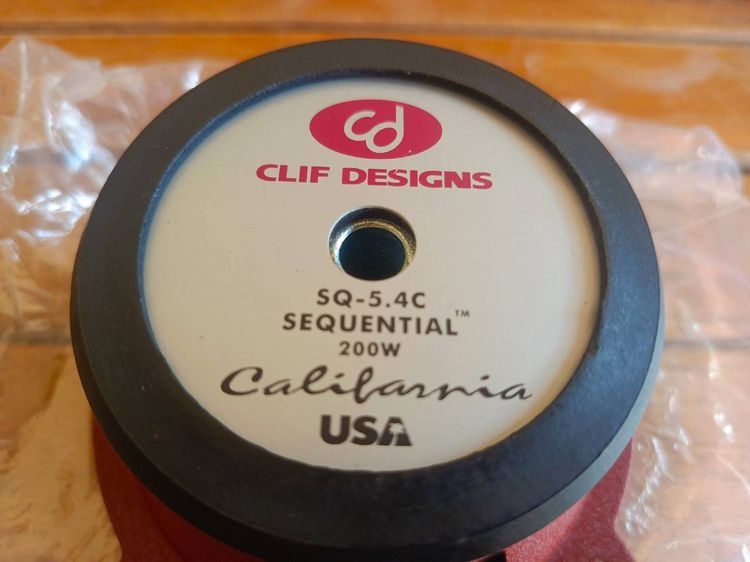 cd
CLIF DESIGNS
SQ-5.4C
SEQUENTIAL™
200W
California
USA